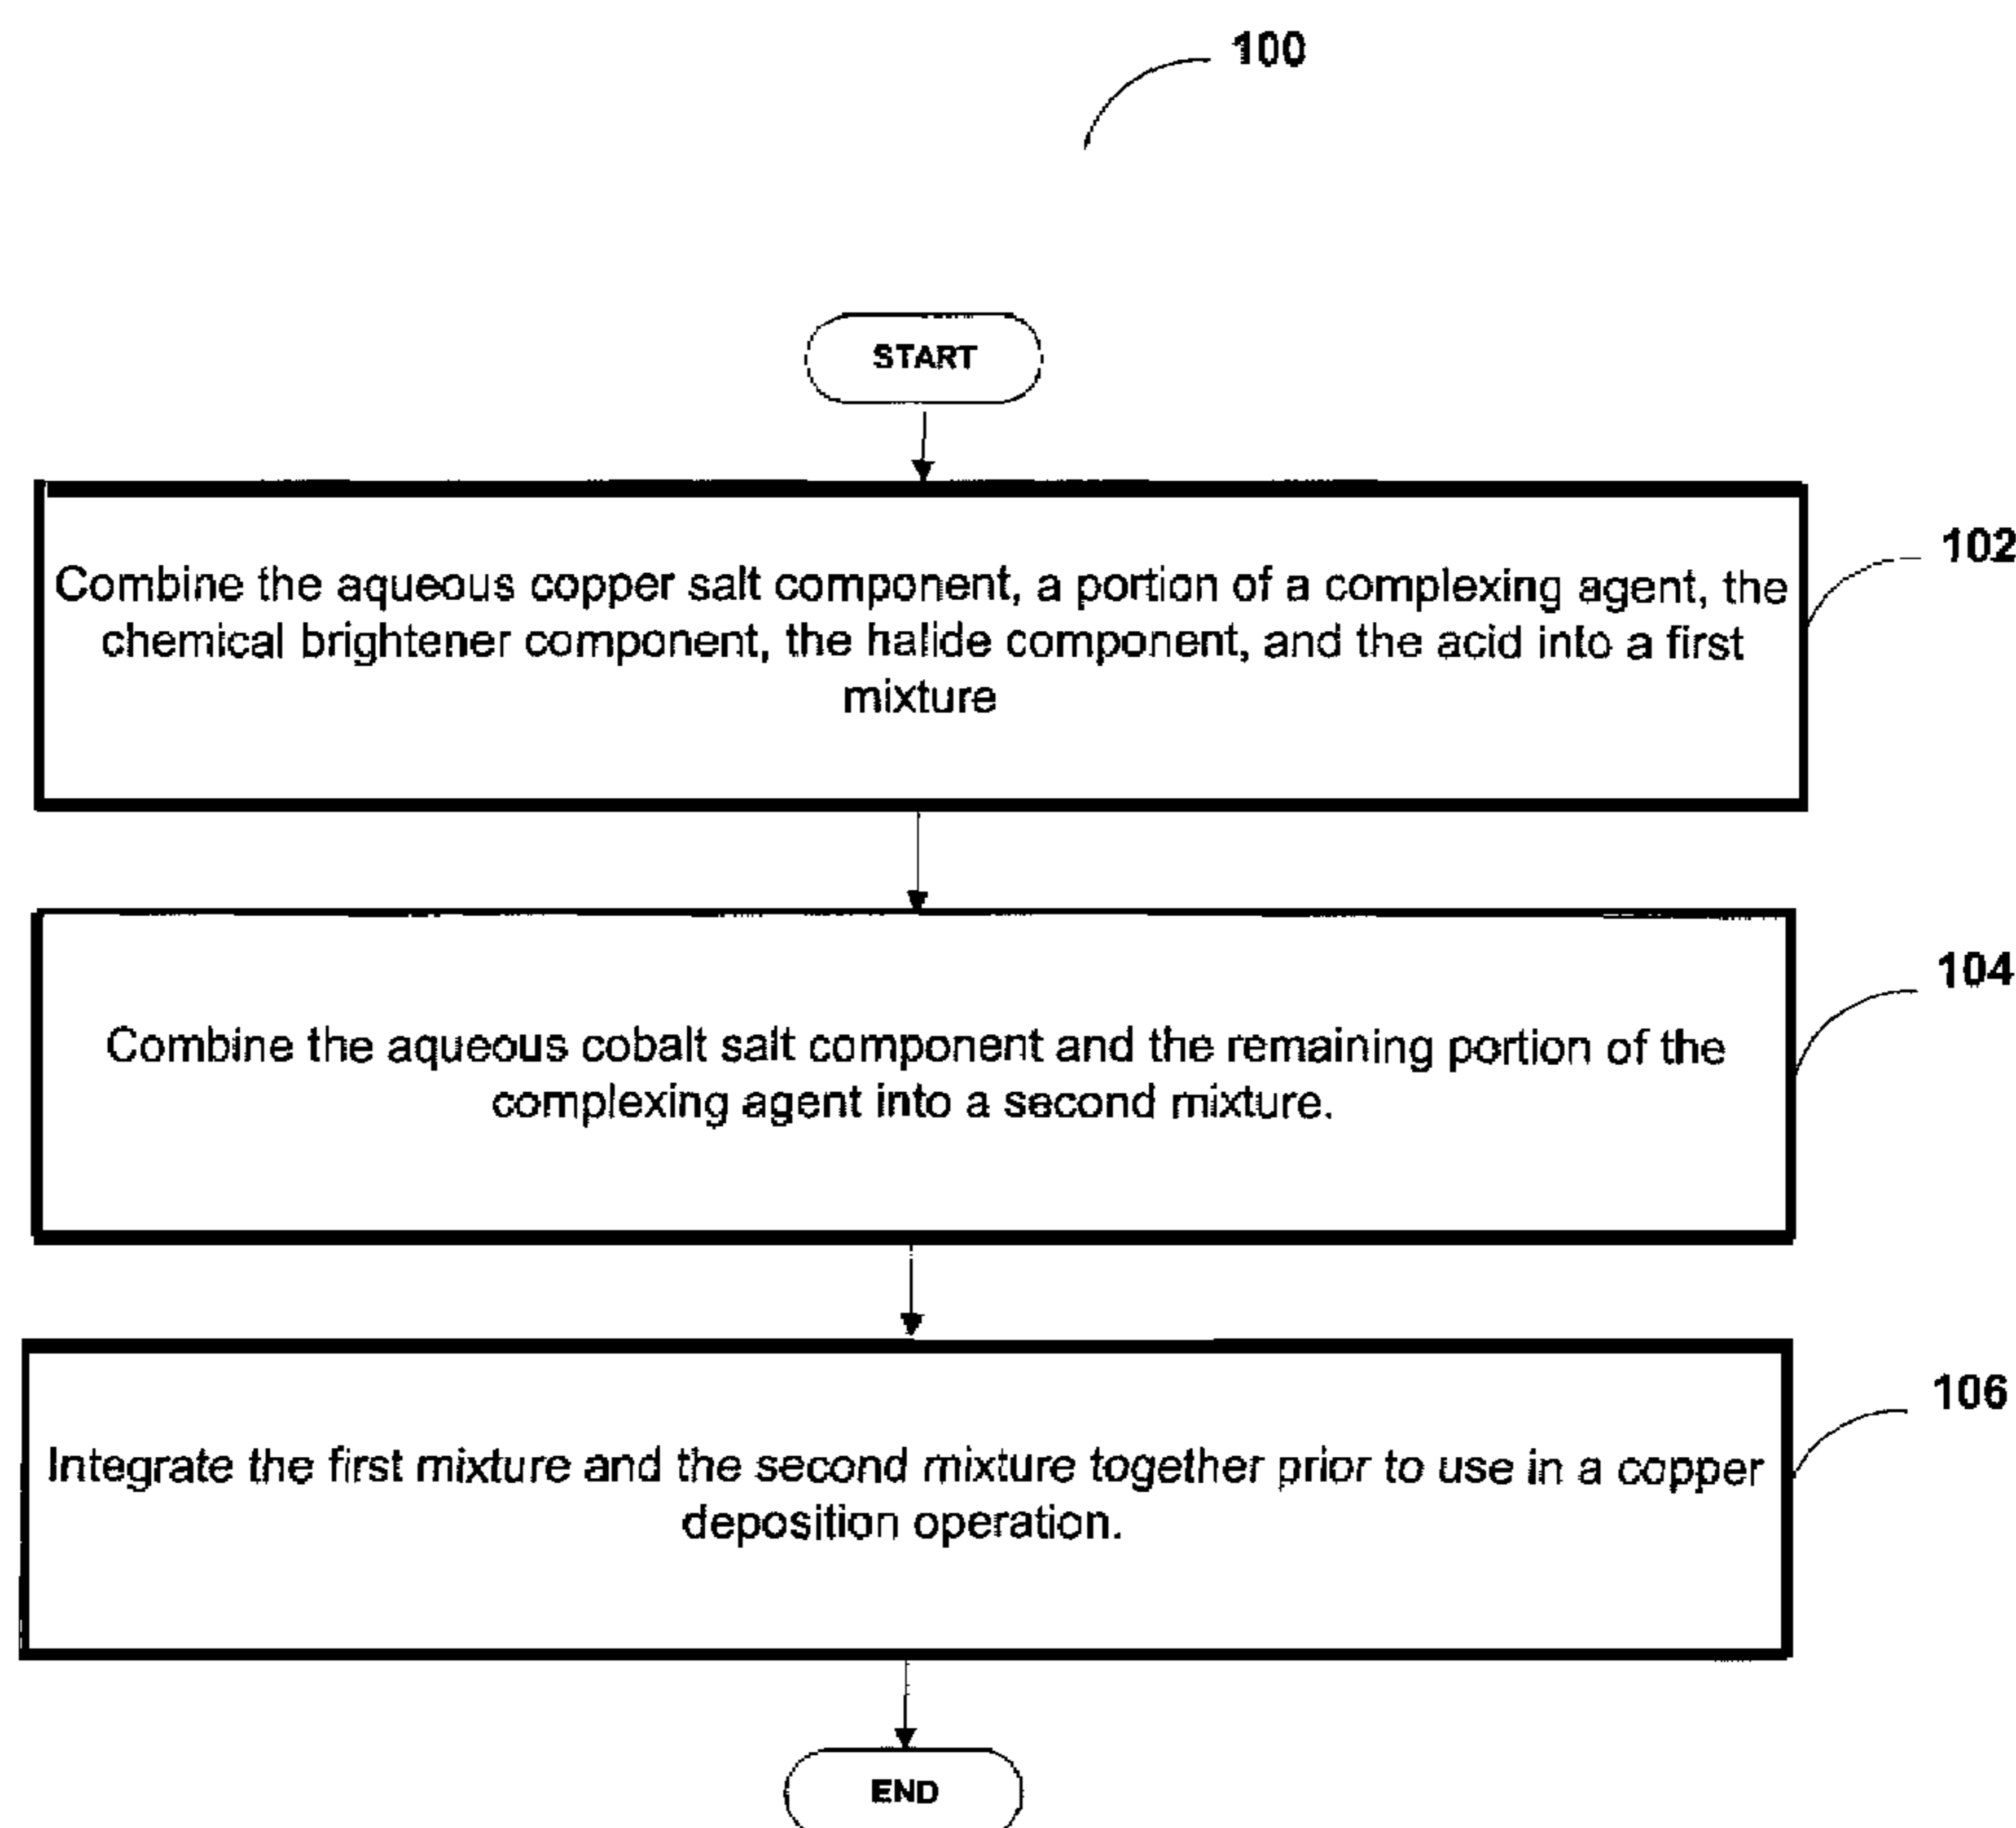 100
START
Combine the aqueous copper salt component, a portion of a complexing agent, the
chemical brightener component, the halide component, and the acid into a first
mixture
102
Combine the aqueous cobalt salt component and the remaining portion of the
complexing agent into a second mixture.
104
Integrate the first mixture and the second mixture together prior to use in a copper
deposition operation.
106
END